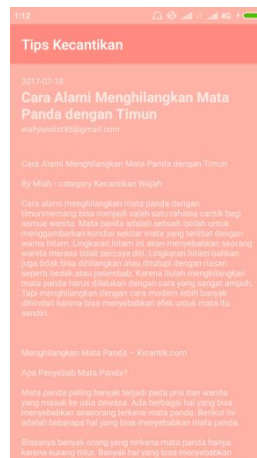 1:12
4G
Tips Kecantikan
2017-07-16
Cara Alami Menghilangkan Mata
Panda dengan Timun
wahyunilisti95@gmail.com
Cara Alami Menghilangkan Mata Panda dengan Timun
By Miah - category Kacantikan Wajah
Cara alami menghilangkan mata panda dengan
timunmemang bisa menjadi salah satu rahasia cantik bagi
semua wanita. Mata panda adalah sebuah istilah untuk
menggambarkan kondisi sekitar mata yang terlihat dengan
warna hitam. Lingkaran hitam ini akan menyebabkan seorang
wanita merasa tidak percaya diri. Lingkaran hitam bahkan
juga tidak bisa dihilangkan atau ditutupi dengan riasan
seperti bedak atau pelembab. Karena itulah menghilangkan
mata panda harus dilakukan dengan cara yang sangat ampuh.
Tapi menghilangkan dengan cara modern lebih banyak
dihindari karena bisa menyebabkan efek untuk mata itu
sendiri.
Menghilangkan Mata Panda – Kicantik.com
Apa Penyebab Mata Panda?
Mata panda paling banyak terjadi pada pria dan wanita
yang masuk ke usia dewasa. Ada berbagai hal yang bisa
menyebabkan seseorang terkena mata panda. Berikut ini
adalah beberapa hal yang bisa menyebabkan mata panda.
Biasanya banyak orang yang terkena mata panda hanya
karena kurang tidur. Banyak hal yang bisa menyebabkan